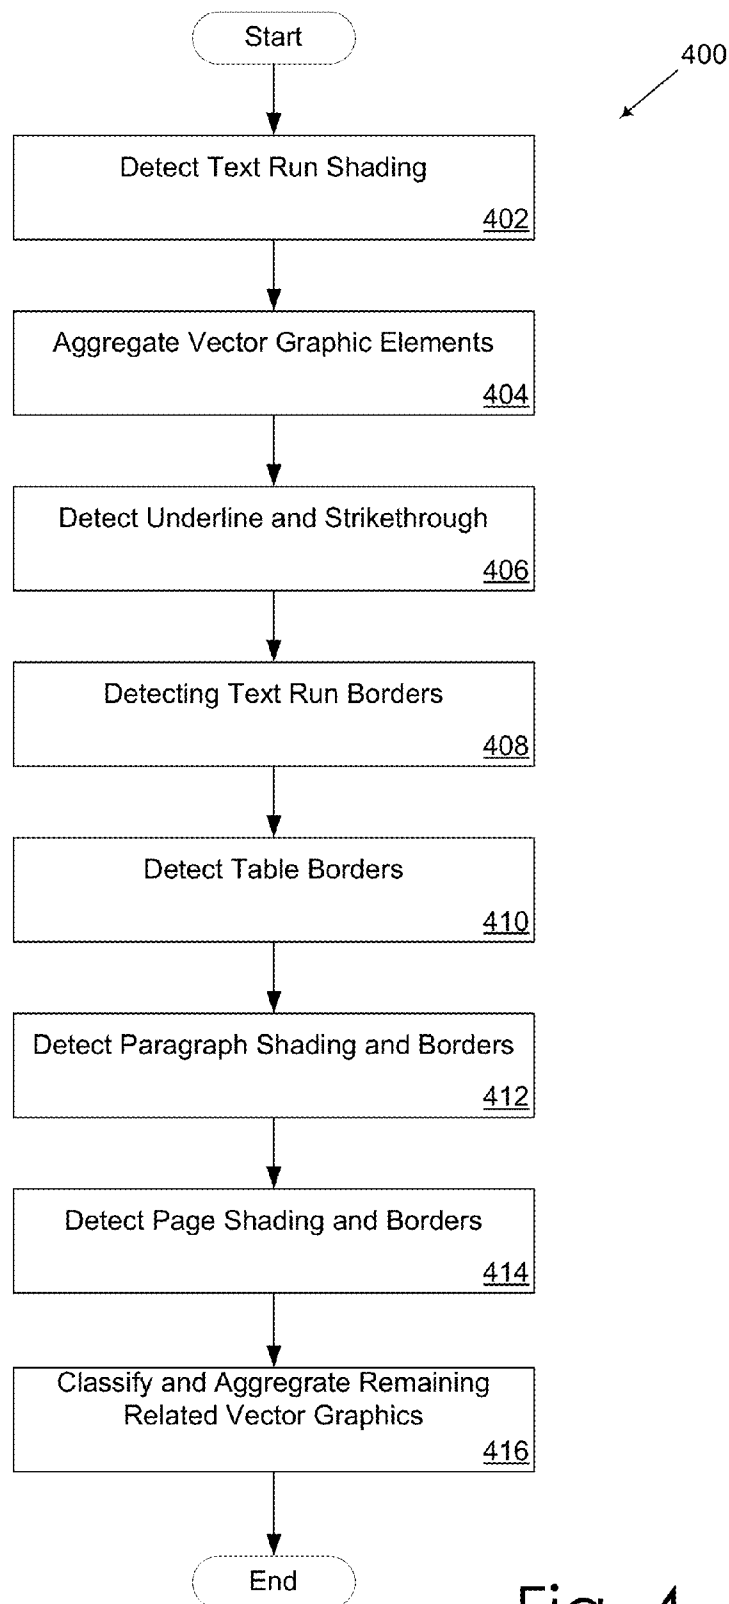 Start
400
Detect Text Run Shading
402
Aggregate Vector Graphic Elements
404
Detect Underline and Strikethrough
406
Detecting Text Run Borders
408
Detect Table Borders
410
Detect Paragraph Shading and Borders
412
Detect Page Shading and Borders
414
Classify and Aggregrate Remaining
Related Vector Graphics
416
End
Fig. 4